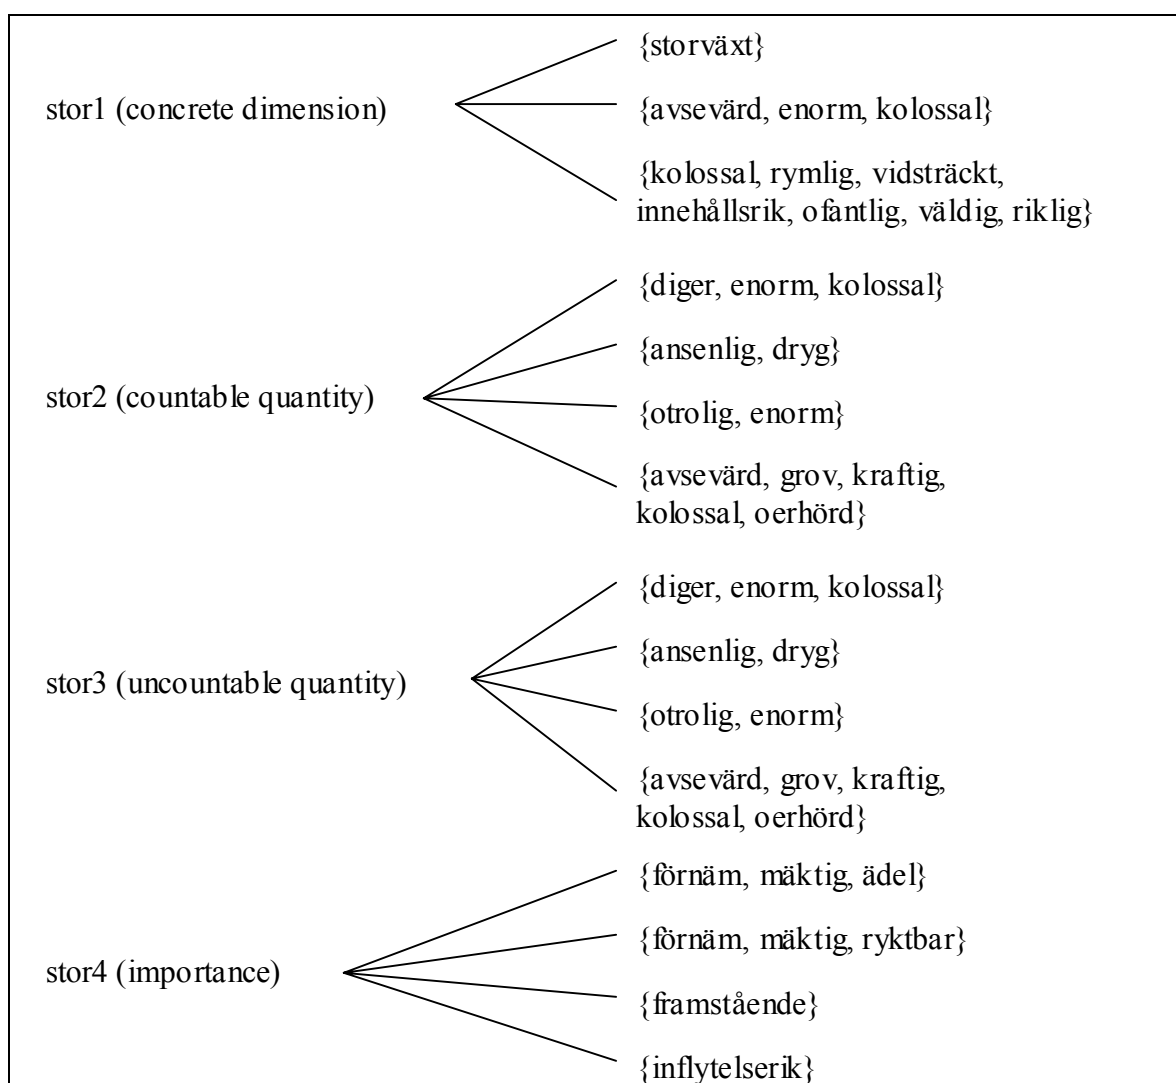 stor1 (concrete dimension)
{storväxt}
{avsevärd, enorm, kolossal}
{kolossal, rymlig, vidsträckt,
innehållsrik, ofantlig, väldig, riklig}
stor2 (countable quantity)
{diger, enorm, kolossal}
{ansenlig, dryg}
{otrolig, enorm}
{avsevärd, grov, kraftig,
kolossal, oerhörd}
stor3 (uncountable quantity)
{diger, enorm, kolossal}
{ansenlig, dryg}
{otrolig, enorm}
{avsevärd, grov, kraftig,
kolossal, oerhörd}
stor4 (importance)
{förnäm, mäktig, ädel}
{förnäm, mäktig, ryktbar}
{framstående}
{inflytelserik}